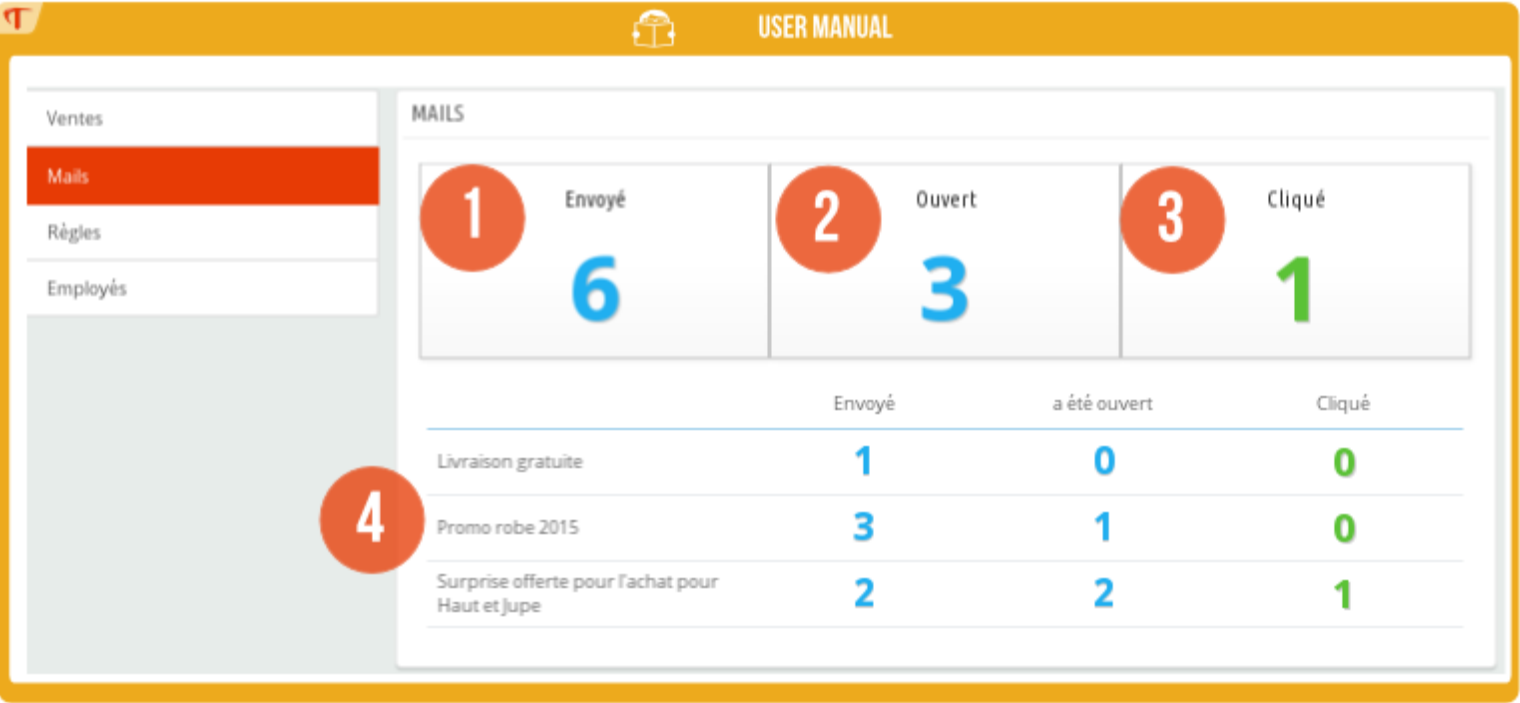 USER MANUAL
Ventes
Mails
Règles
Employés
MAILS
1 Envoyé 2 Ouvert 3 Cliqué
6 3 1
Envoyé a été ouvert Cliqué
Livraison gratuite 1 0 0
4
Promo robe 2015 3 1 0
Surprise offerte pour l'achat pour
Haut et Jupe 2 2 1